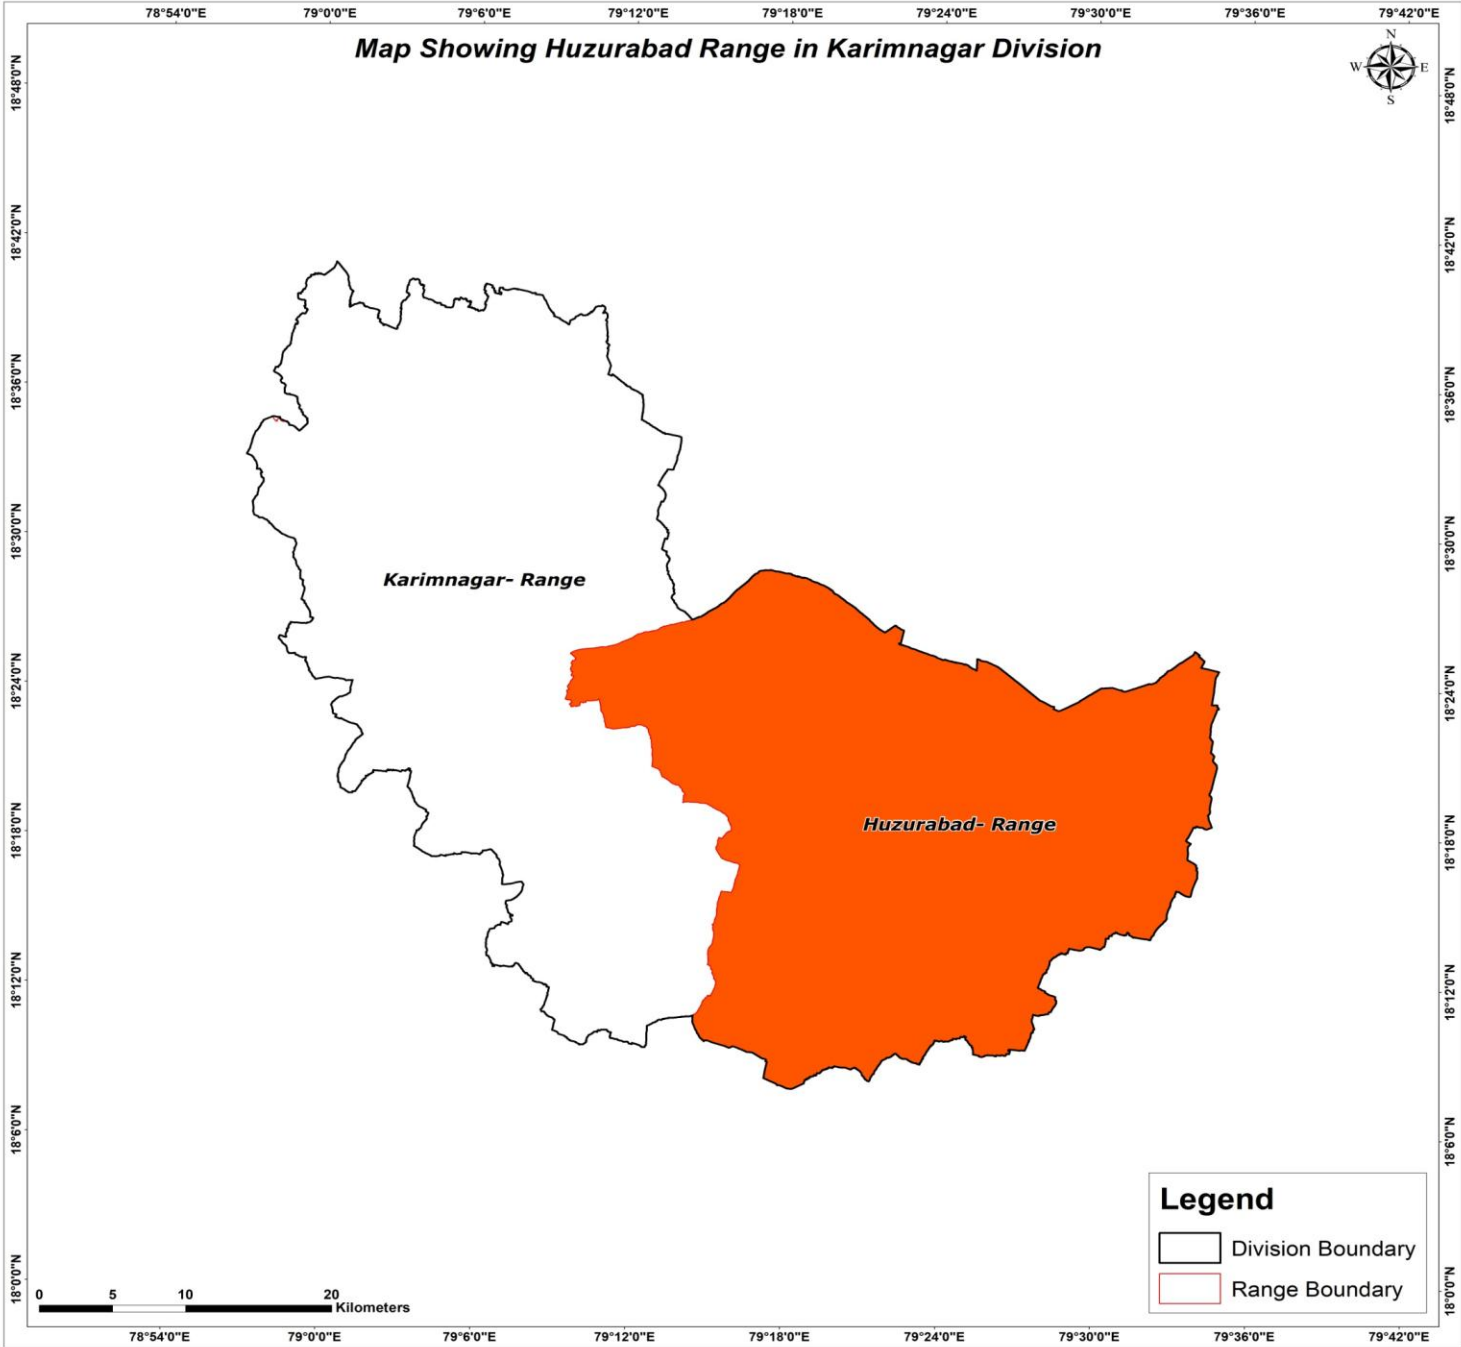 78°54'0"E 79°0'0"E 79°6'0"E 79°12'0"E 79°18'0"E 79°24'0"E 79°30'0"E 79°36'0"E 79°42'0"E
Map Showing Huzurabad Range in Karimnagar Division
N
W E
S
18°48'0"N 18°48'0"N
18°42'0"N 18°42'0"N
18°36'0"N 18°36'0"N
18°30'0"N 18°30'0"N
Karimnagar- Range
18°24'0"N 18°24'0"N
Huzurabad- Range
18°18'0"N 18°18'0"N
18°12'0"N 18°12'0"N
18°6'0"N 18°6'0"N
Legend
Division Boundary
Range Boundary
18°0'0"N 18°0'0"N
0 5 10 20
Kilometers
78°54'0"E 79°0'0"E 79°6'0"E 79°12'0"E 79°18'0"E 79°24'0"E 79°30'0"E 79°36'0"E 79°42'0"E